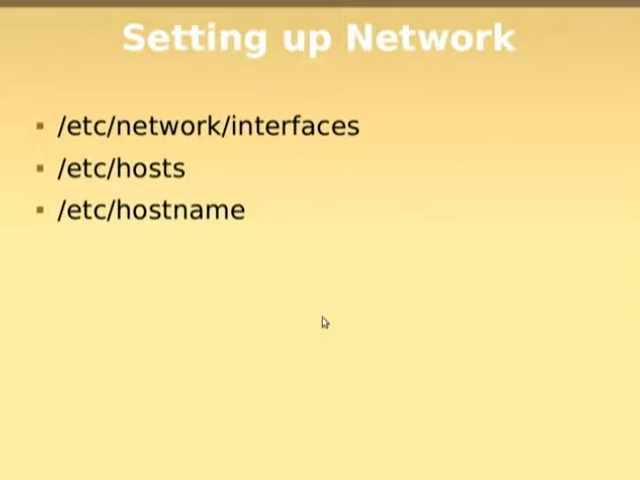 Setting up Network
/etc/network/interfaces
/etc/hosts
/etc/hostname